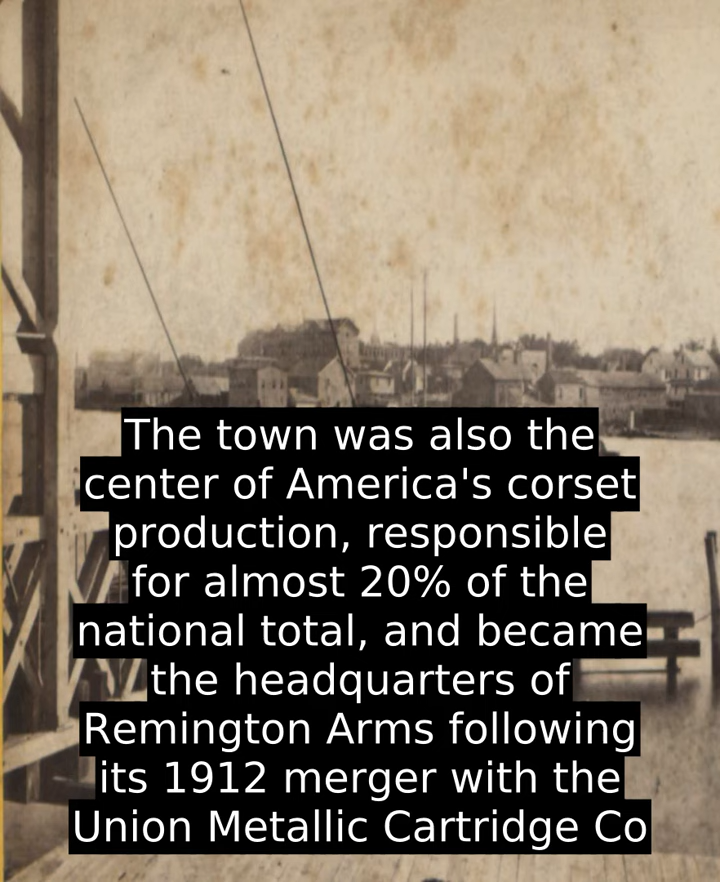 The town was also the
center of America's corset
production, responsible
for almost 20% of the
national total, and became
the headquarters of
Remington Arms following
its 1912 merger with the
Union Metallic Cartridge Co